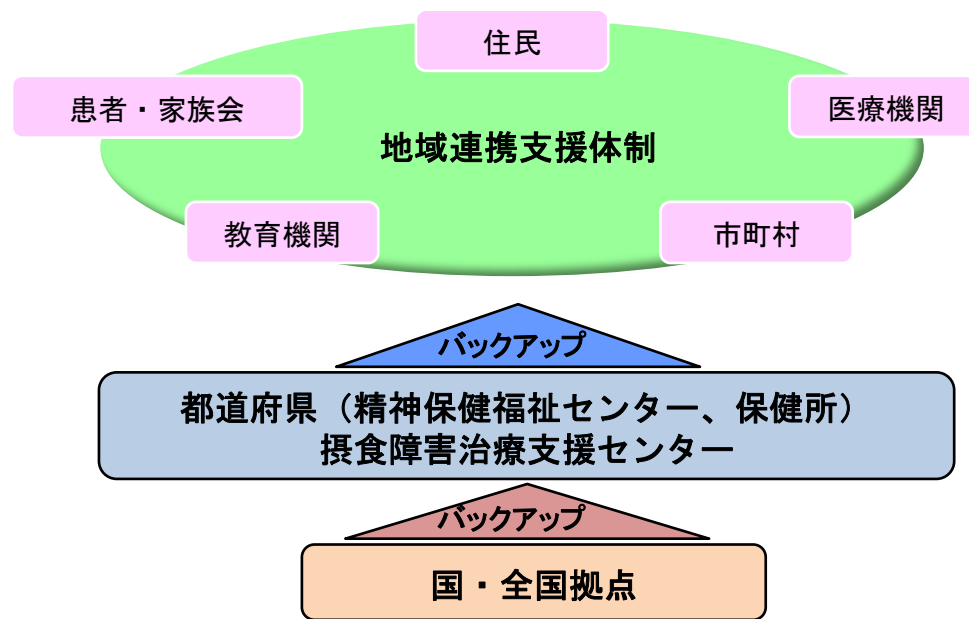 住民
患者・家族会
医療機関
地域連携支援体制
教育機関
市町村
バックアップ
都道府県（精神保健福祉センター、保健所）
摂食障害治療支援センター
バックアップ
国・全国拠点